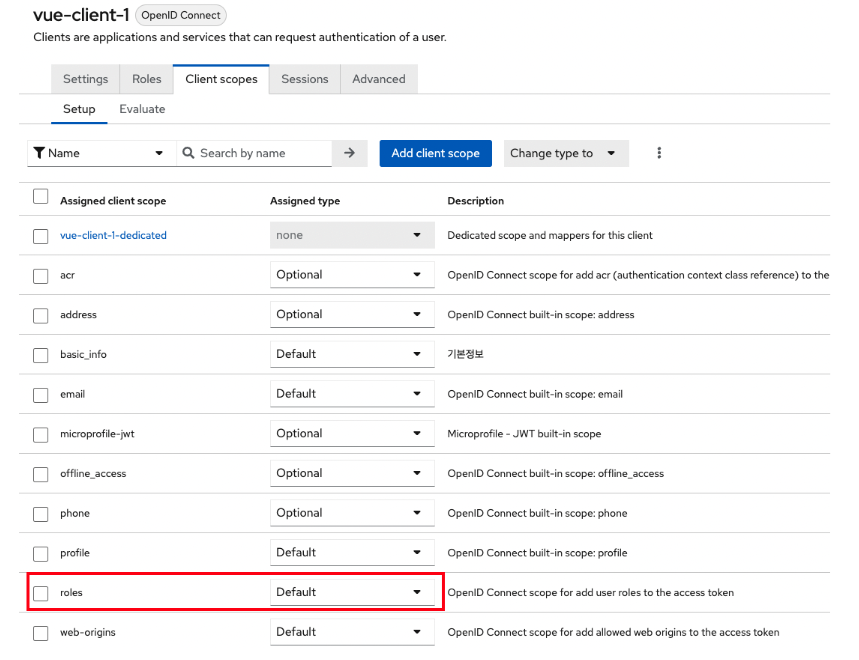 vue-client-1 OpenID Connect
Clients are applications and services that can request authentication of a user.
Settings Roles Client scopes Sessions Advanced
Setup Evaluate
Name Search by name Add client scope Change type to
Assigned client scope Assigned type Description
vue-client-1-dedicated none Dedicated scope and mappers for this client
acr Optional OpenID Connect scope for add acr (authentication context class reference) to the
address Optional OpenID Connect built-in scope: address
basic_info Default 기본정보
email Default OpenID Connect built-in scope: email
microprofile-jwt Optional Microprofile - JWT built-in scope
offline_access Optional OpenID Connect built-in scope: offline_access
phone Optional OpenID Connect built-in scope: phone
profile Default OpenID Connect built-in scope: profile
roles Default OpenID Connect scope for add user roles to the access token
web-origins Default OpenID Connect scope for add allowed web origins to the access token